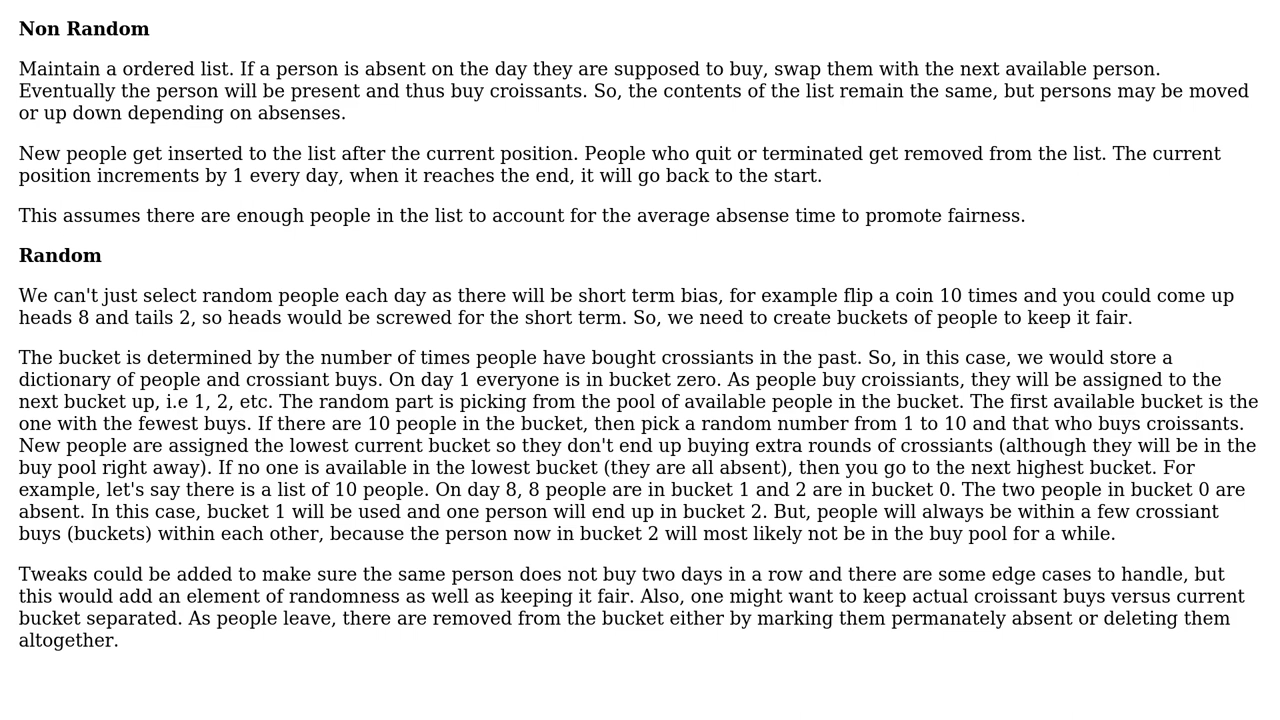 Non Random
Maintain a ordered list. If a person is absent on the day they are supposed to buy, swap them with the next available person.
Eventually the person will be present and thus buy croissants. So, the contents of the list remain the same, but persons may be moved
or up down depending on absenses.
New people get inserted to the list after the current position. People who quit or terminated get removed from the list. The current
position increments by 1 every day, when it reaches the end, it will go back to the start.
This assumes there are enough people in the list to account for the average absense time to promote fairness.
Random
We can't just select random people each day as there will be short term bias, for example flip a coin 10 times and you could come up
heads 8 and tails 2, so heads would be screwed for the short term. So, we need to create buckets of people to keep it fair.
The bucket is determined by the number of times people have bought crossiants in the past. So, in this case, we would store a
dictionary of people and crossiant buys. On day 1 everyone is in bucket zero. As people buy croissiants, they will be assigned to the
next bucket up, i.e 1, 2, etc. The random part is picking from the pool of available people in the bucket. The first available bucket is the
one with the fewest buys. If there are 10 people in the bucket, then pick a random number from 1 to 10 and that who buys croissants.
New people are assigned the lowest current bucket so they don't end up buying extra rounds of crossiants (although they will be in the
buy pool right away). If no one is available in the lowest bucket (they are all absent), then you go to the next highest bucket. For
example, let's say there is a list of 10 people. On day 8, 8 people are in bucket 1 and 2 are in bucket 0. The two people in bucket 0 are
absent. In this case, bucket 1 will be used and one person will end up in bucket 2. But, people will always be within a few crossiant
buys (buckets) within each other, because the person now in bucket 2 will most likely not be in the buy pool for a while.
Tweaks could be added to make sure the same person does not buy two days in a row and there are some edge cases to handle, but
this would add an element of randomness as well as keeping it fair. Also, one might want to keep actual croissant buys versus current
bucket separated. As people leave, there are removed from the bucket either by marking them permanately absent or deleting them
altogether.